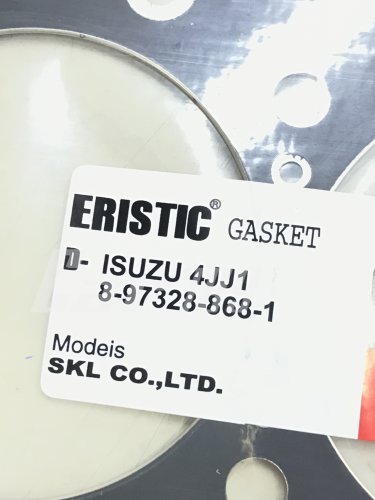 ERISTIC® GASKET
D- ISUZU 4JJ1
8-97328-868-1
Modeis
SKL CO.,LTD.